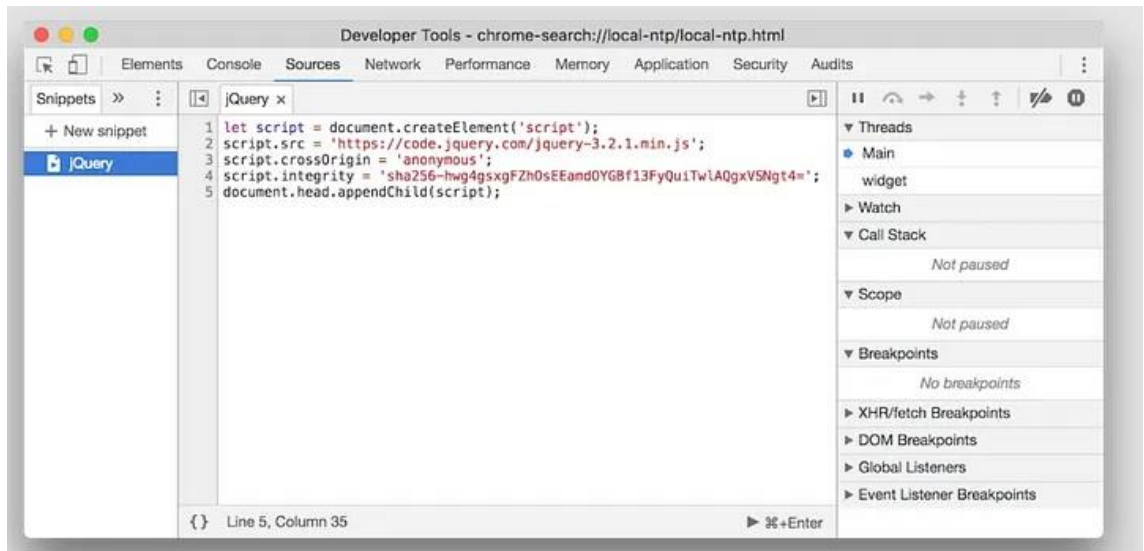 Developer Tools - chrome-search://local-ntp/local-ntp.html
Elements Console Sources Network Performance Memory Application Security Audits
Snippets »
+ New snippet
jQuery
jQuery ×
1 let script = document.createElement('script');
2 script.src = 'https://code.jquery.com/jquery-3.2.1.min.js';
3 script.crossOrigin = 'anonymous';
4 script.integrity = 'sha256-hwg4gsxgFZhOsEEamdOYGBf13FyQuiTwlAQgxVSNgt4=';
5 document.head.appendChild(script);
{} Line 5, Column 35
⌘+Enter
Threads
Main
widget
Watch
Call Stack
Not paused
Scope
Not paused
Breakpoints
No breakpoints
XHR/fetch Breakpoints
DOM Breakpoints
Global Listeners
Event Listener Breakpoints